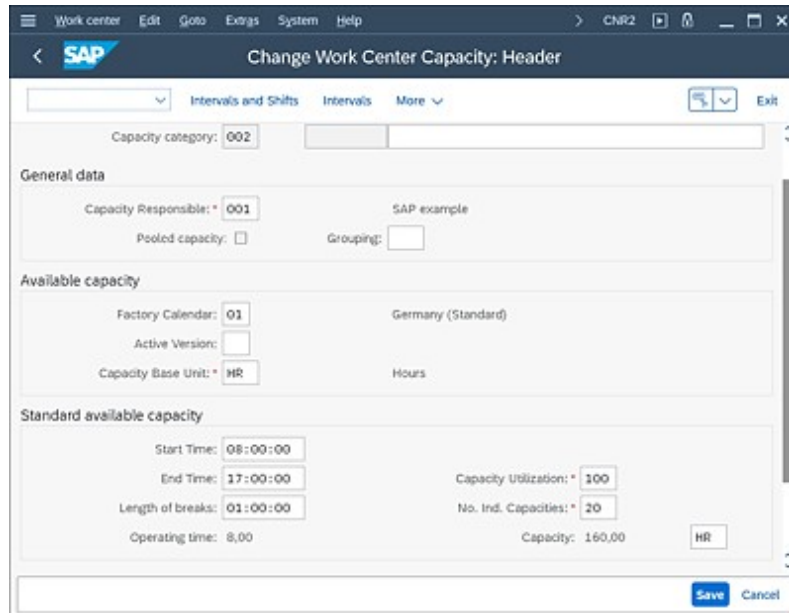 Work center Edit Goto Extras System Help CNR2
SAP Change Work Center Capacity: Header
Intervals and Shifts Intervals More Exit
Capacity category: 002
General data
Capacity Responsible: * 001 SAP example
Pooled capacity: Grouping:
Available capacity
Factory Calendar: 01 Germany (Standard)
Active Version:
Capacity Base Unit: * HR Hours
Standard available capacity
Start Time: 08:00:00
End Time: 17:00:00 Capacity Utilization: * 100
Length of breaks: 01:00:00 No. Ind. Capacities: * 20
Operating time: 8,00 Capacity: 160,00 HR
Save Cancel